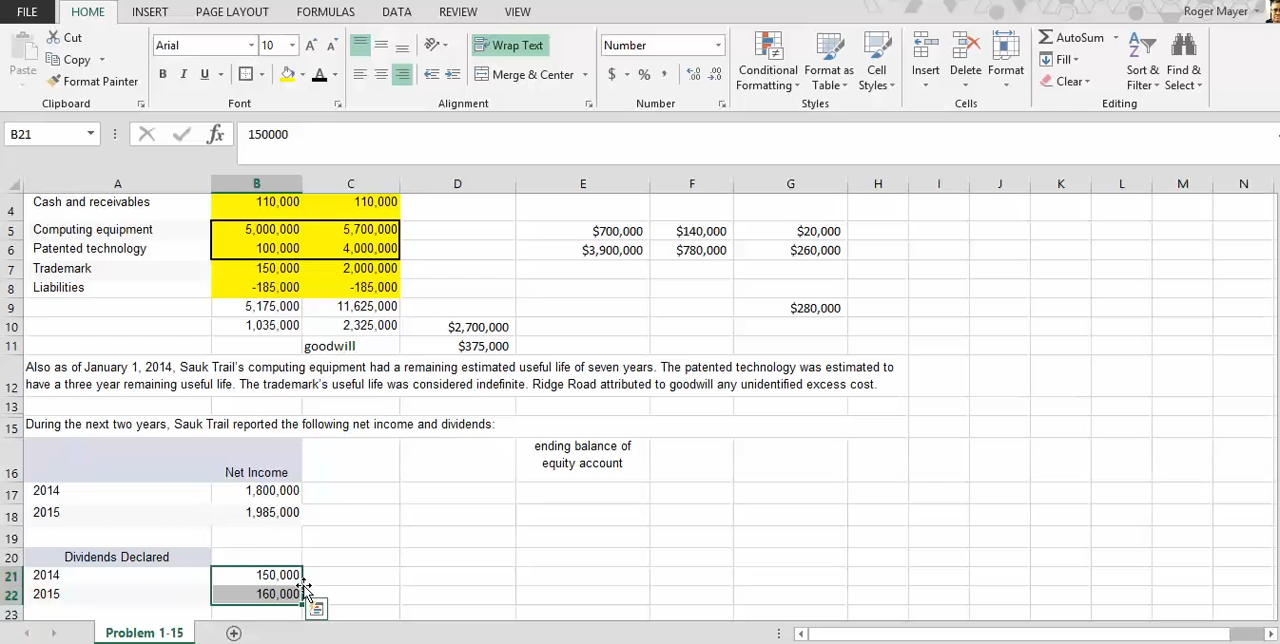 Roger Mayer
FILE HOME INSERT PAGE LAYOUT FORMULAS DATA REVIEW VIEW
Cut
Copy
Format Painter
Paste
Clipboard
Arial 10 A A
B I U A
Font
Wrap Text
Merge & Center
Alignment
Number
$ % ,
Number
Conditional Formatting
Format as Table
Cell Styles
Styles
Insert Delete Format
Cells
AutoSum
Fill
Clear
Sort & Filter
Find & Select
Editing
B21 fx 150000
A B C D E F G H I J K L M N
4 Cash and receivables 110,000 110,000
5 Computing equipment 5,000,000 5,700,000 $700,000 $140,000 $20,000
6 Patented technology 100,000 4,000,000 $3,900,000 $780,000 $260,000
7 Trademark 150,000 2,000,000
8 Liabilities -185,000 -185,000
9 5,175,000 11,625,000 $280,000
10 1,035,000 2,325,000 $2,700,000
11 goodwill $375,000
Also as of January 1, 2014, Sauk Trail's computing equipment had a remaining estimated useful life of seven years. The patented technology was estimated to
12 have a three year remaining useful life. The trademark's useful life was considered indefinite. Ridge Road attributed to goodwill any unidentified excess cost.
13
15 During the next two years, Sauk Trail reported the following net income and dividends:
ending balance of
equity account
16 Net Income
17 2014 1,800,000
18 2015 1,985,000
19
20 Dividends Declared
21 2014 150,000
22 2015 160,000
23
Problem 1-15